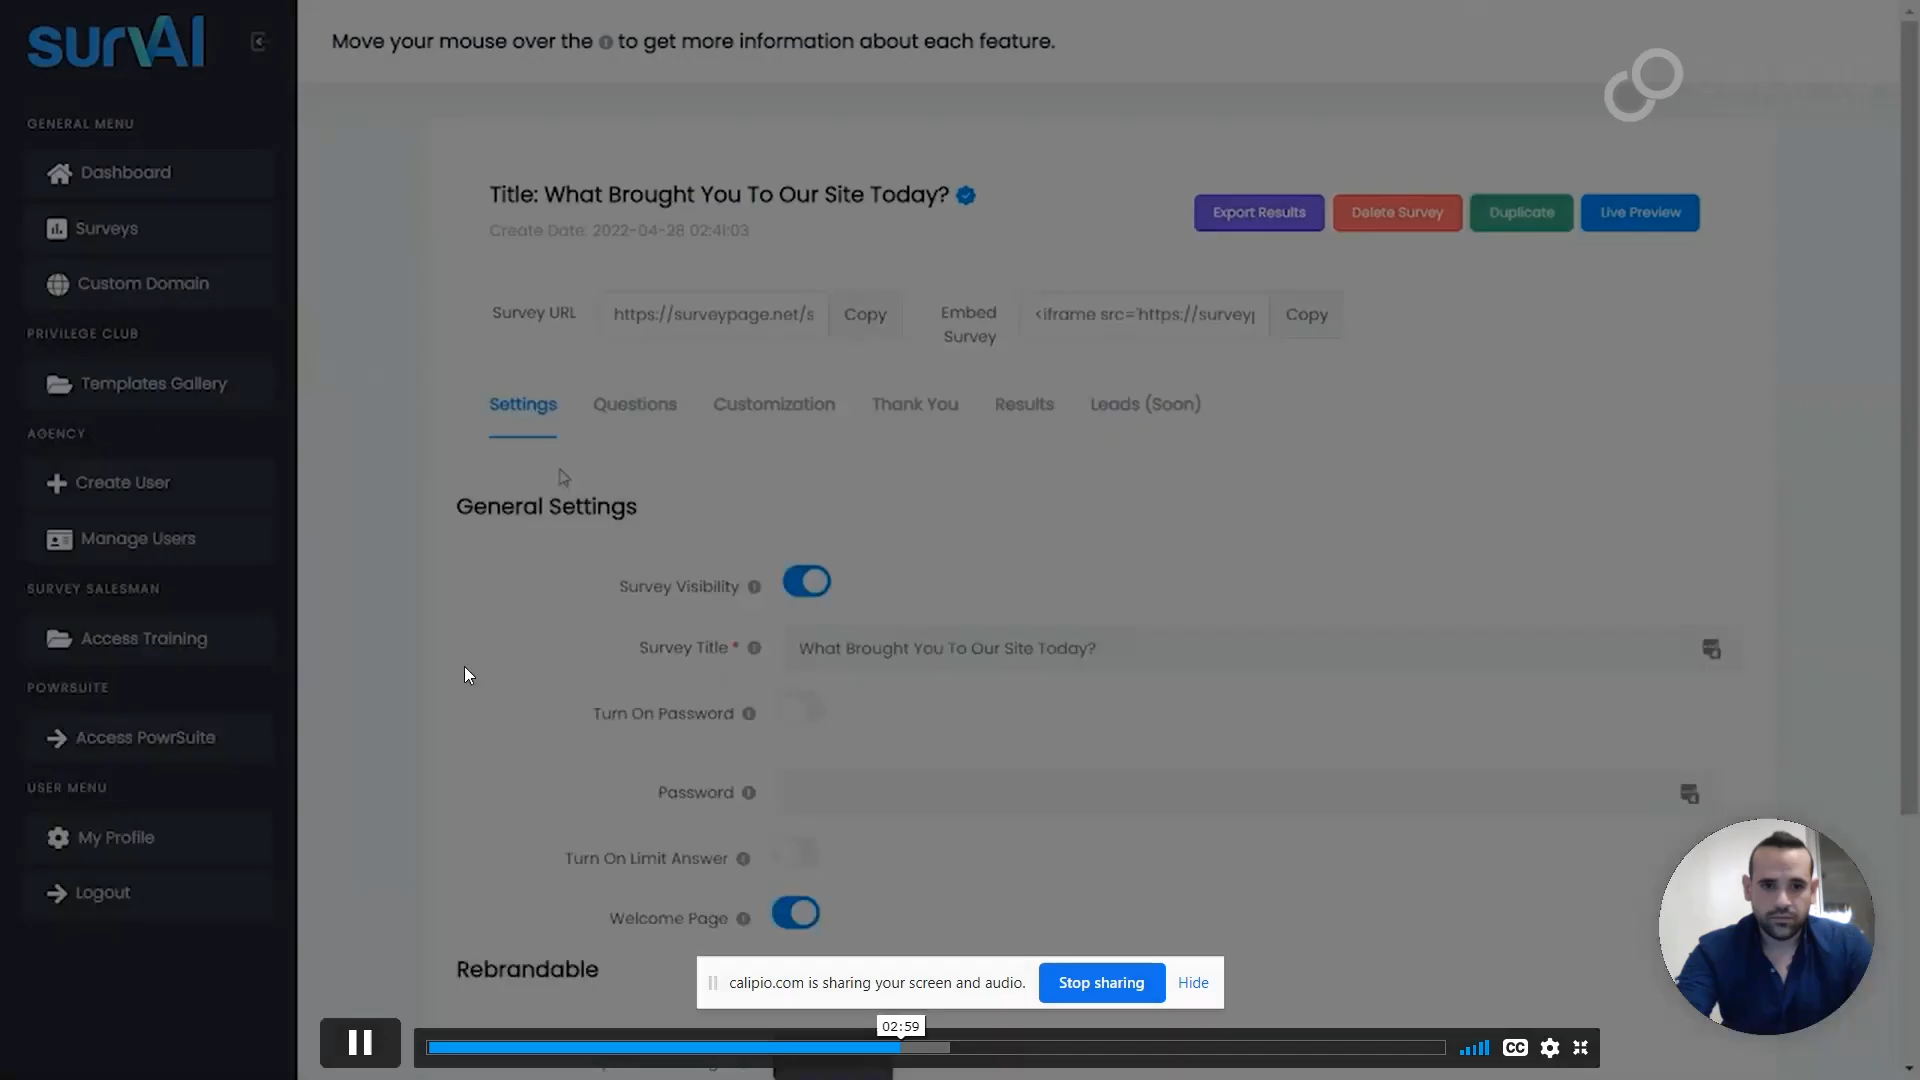 survAI
Move your mouse over the to get more information about each feature.
GENERAL MENU
Dashboard
Surveys
Custom Domain
PRIVILEGE CLUB
Templates Gallery
AGENCY
Create User
Manage Users
SURVEY SALESMAN
Access Training
POWRSUITE
Access PowrSuite
USER MENU
My Profile
Logout
Title: What Brought You To Our Site Today?
Create Date: 2022-04-28 02:41:03
Export Results
Delete Survey
Duplicate
Live Preview
Survey URL
https://surveypage.net/s
Copy
Embed
Survey
<iframe src='https://survey
Copy
Settings
Questions
Customization
Thank You
Results
Leads (Soon)
General Settings
Survey Visibility
Survey Title *
What Brought You To Our Site Today?
Turn On Password
Password
Turn On Limit Answer
Welcome Page
Rebrandable
calipio.com is sharing your screen and audio.
Stop sharing
Hide
02:59
CC